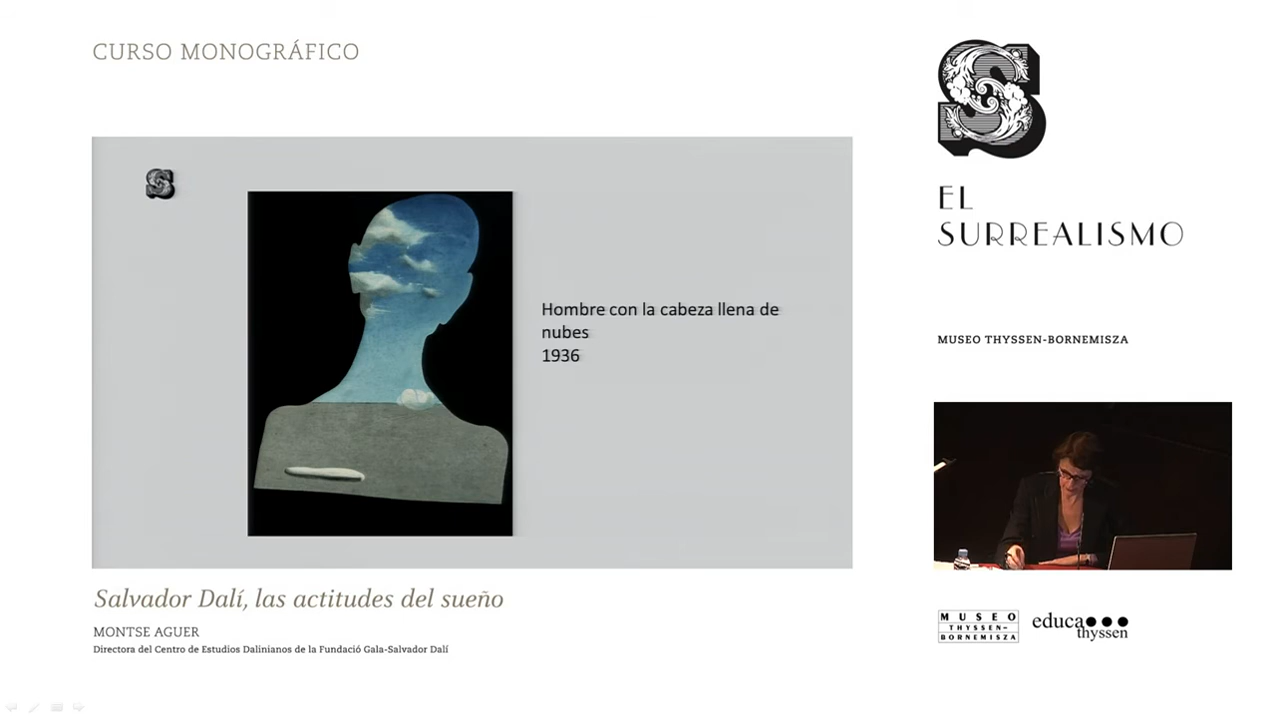 CURSO MONOGRÁFICO
S
S
EL
SURREALISMO
Hombre con la cabeza llena de
nubes
1936
MUSEO THYSSEN-BORNEMISZA
Salvador Dalí, las actitudes del sueño
MONTSE AGUER
Directora del Centro de Estudios Dalinianos de la Fundació Gala-Salvador Dalí
MUSEO
THYSSEN-
BORNEMISZA
educa
thyssen